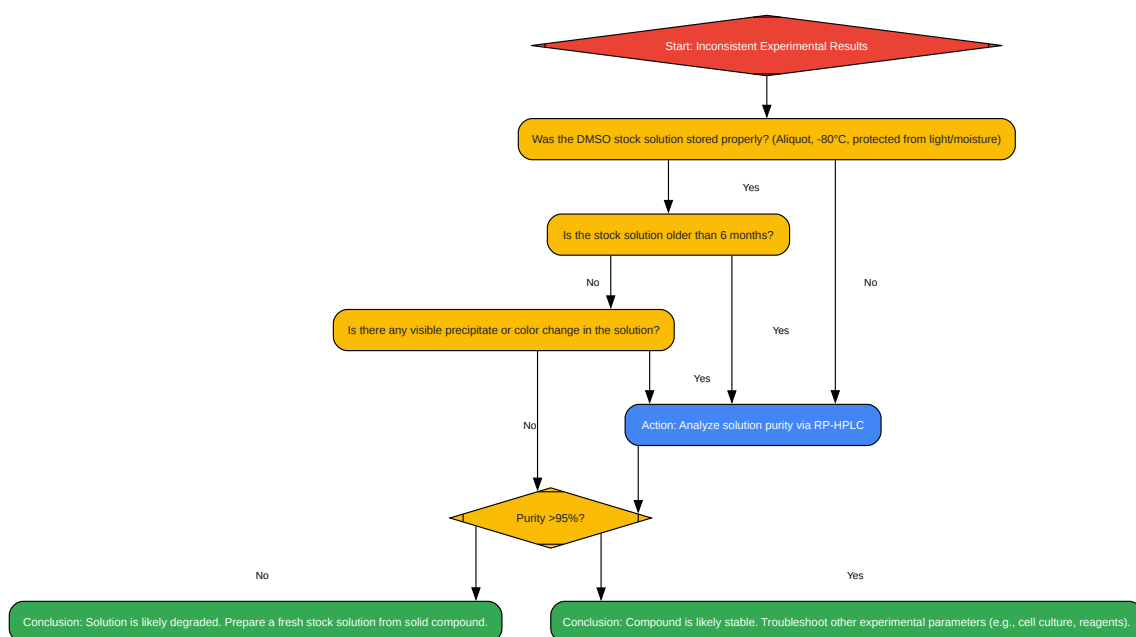 Start: Inconsistent Experimental Results
Was the DMSO stock solution stored properly? (Aliquot, -80°C, protected from light/moisture)
Yes
Is the stock solution older than 6 months?
No
No
Is there any visible precipitate or color change in the solution?
Yes
Yes
Action: Analyze solution purity via RP-HPLC
No
Purity >95%?
No
Yes
Conclusion: Solution is likely degraded. Prepare a fresh stock solution from solid compound.
Conclusion: Compound is likely stable. Troubleshoot other experimental parameters (e.g., cell culture, reagents).